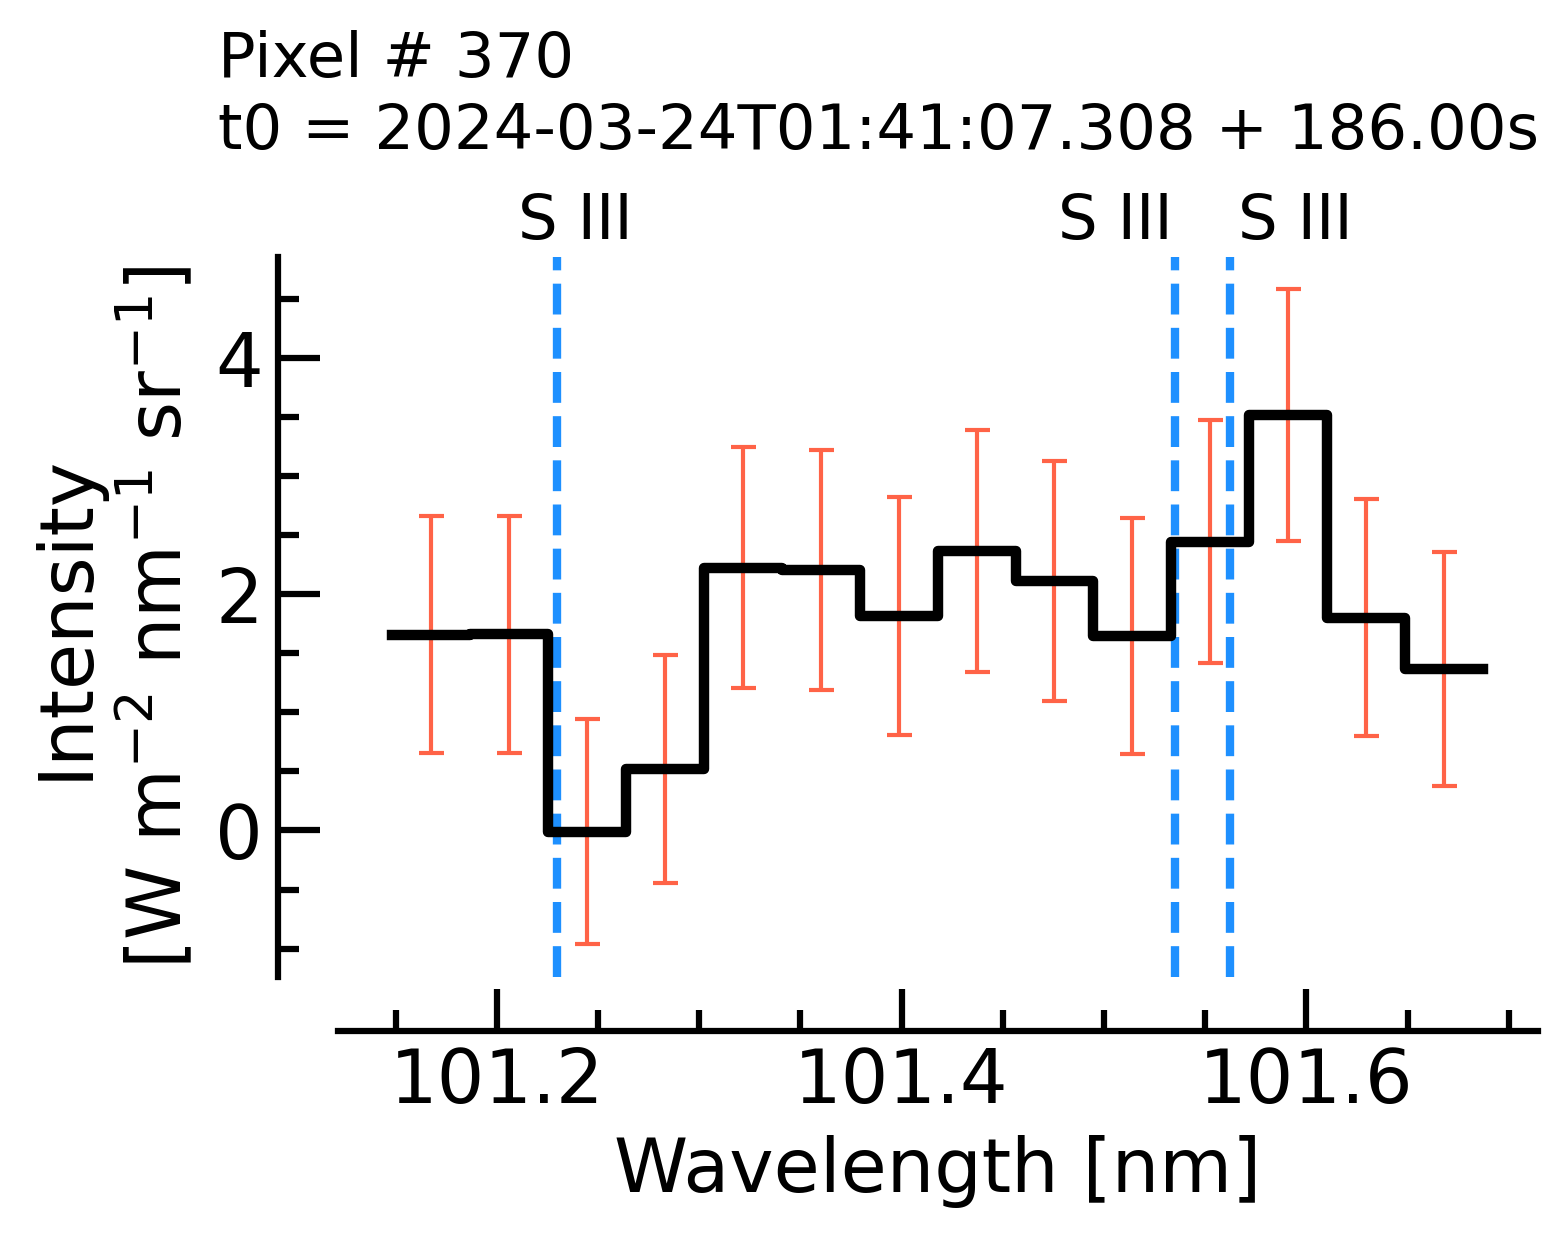 Pixel # 370
t0 = 2024-03-24T01:41:07.308 + 186.00s
S III S III S III
Intensity
[W m⁻² nm⁻¹ sr⁻¹]
4
2
0
101.2 101.4 101.6
Wavelength [nm]